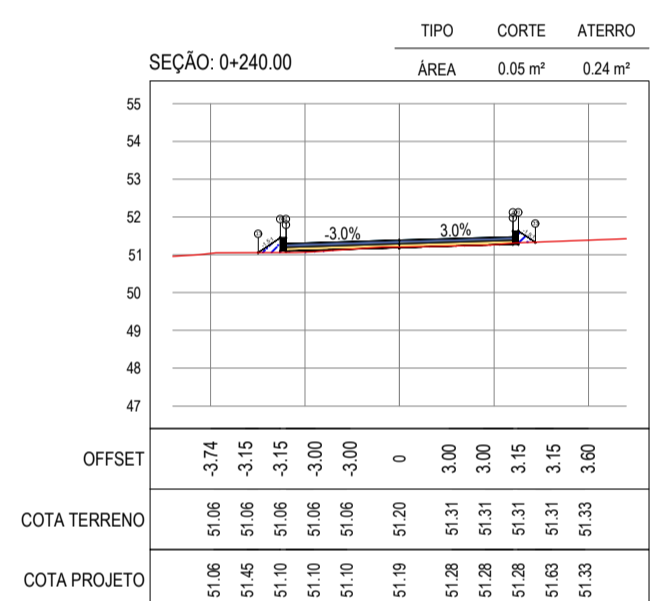 TIPO CORTE ATERRO
SEÇÃO: 0+240.00
ÁREA 0.05 m² 0.24 m²
55
54
53
52
51
50
49
48
47
-3.0% 3.0%
OFFSET -3.74 -3.15 -3.15 -3.00 -3.00 0 3.00 3.00 3.15 3.15 3.60
COTA TERRENO 51.06 51.06 51.06 51.06 51.06 51.20 51.31 51.31 51.31 51.31 51.33
COTA PROJETO 51.06 51.45 51.10 51.10 51.10 51.19 51.28 51.28 51.28 51.63 51.33